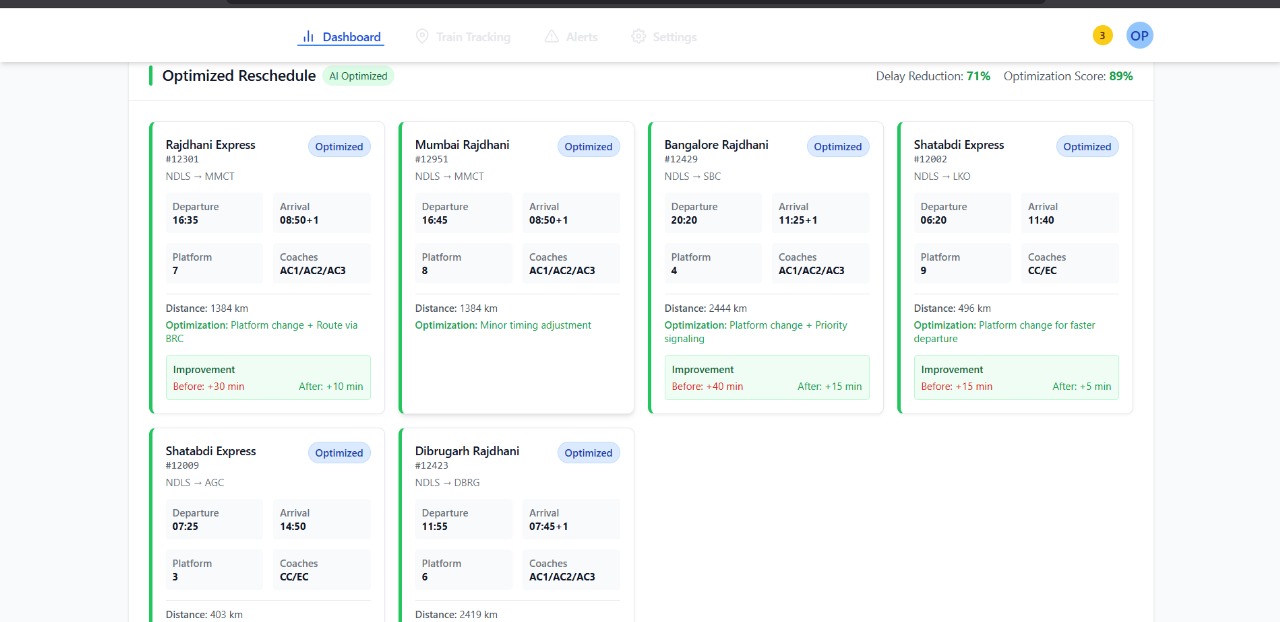 Dashboard
Train Tracking
Alerts
Settings
3
OP
Optimized Reschedule
AI Optimized
Delay Reduction: 71%
Optimization Score: 89%
Rajdhani Express
Optimized
#12301
NDLS → MMCT
Departure
16:35
Arrival
08:50+1
Platform
7
Coaches
AC1/AC2/AC3
Distance: 1384 km
Optimization: Platform change + Route via
BRC
Improvement
Before: +30 min
After: +10 min
Mumbai Rajdhani
Optimized
#12951
NDLS → MMCT
Departure
16:45
Arrival
08:50+1
Platform
8
Coaches
AC1/AC2/AC3
Distance: 1384 km
Optimization: Minor timing adjustment
Bangalore Rajdhani
Optimized
#12429
NDLS → SBC
Departure
20:20
Arrival
11:25+1
Platform
4
Coaches
AC1/AC2/AC3
Distance: 2444 km
Optimization: Platform change + Priority
signaling
Improvement
Before: +40 min
After: +15 min
Shatabdi Express
Optimized
#12002
NDLS → LKO
Departure
06:20
Arrival
11:40
Platform
9
Coaches
CC/EC
Distance: 496 km
Optimization: Platform change for faster
departure
Improvement
Before: +15 min
After: +5 min
Shatabdi Express
Optimized
#12009
NDLS → AGC
Departure
07:25
Arrival
14:50
Platform
3
Coaches
CC/EC
Distance: 403 km
Dibrugarh Rajdhani
Optimized
#12423
NDLS → DBRG
Departure
11:55
Arrival
07:45+1
Platform
6
Coaches
AC1/AC2/AC3
Distance: 2419 km